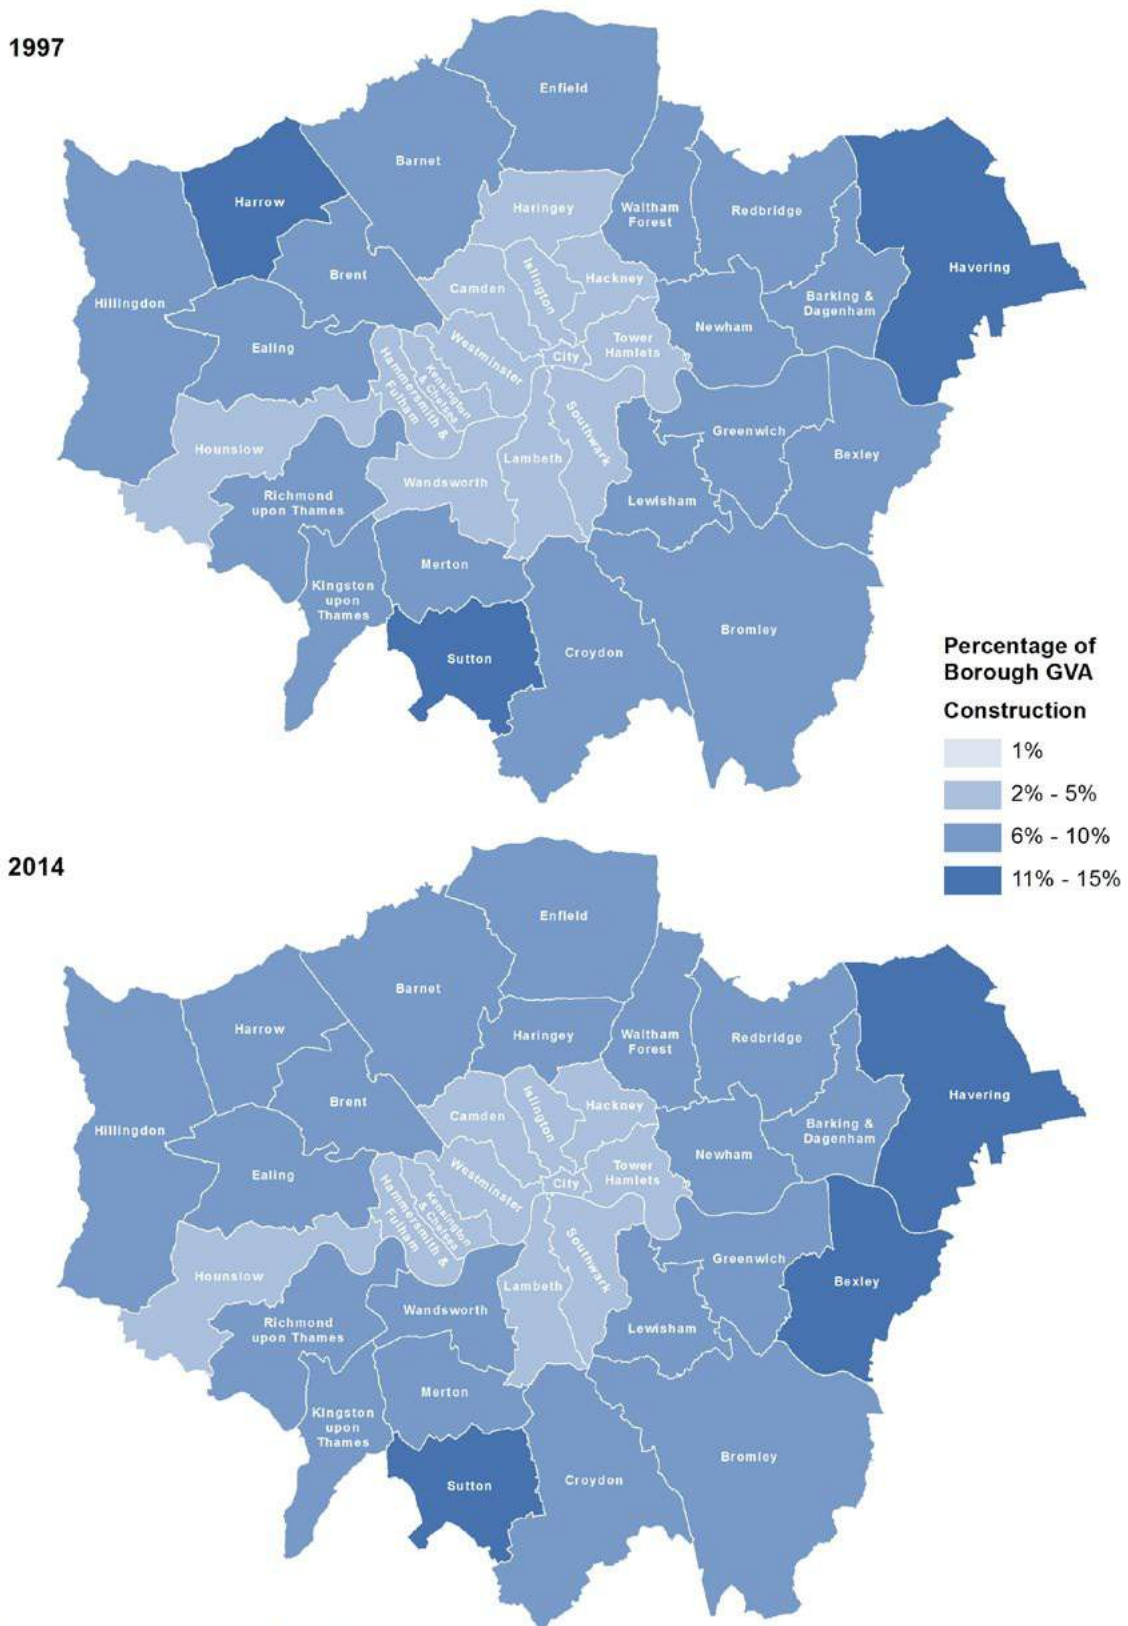 1997
Enfield
Barnet
Harrow
Haringey
Waltham
Forest
Redbridge
Havering
Hillingdon
Brent
Camden
Islington
Hackney
Barking &
Dagenham
Ealing
Westminster
City
Tower
Hamlets
Newham
Hammersmith &
Fulham
Kensington
& Chelsea
Hounslow
Wandsworth
Lambeth
Southwark
Greenwich
Bexley
Richmond
upon Thames
Lewisham
Merton
Kingston
upon
Thames
Sutton
Croydon
Bromley
Percentage of
Borough GVA
Construction
1%
2% - 5%
6% - 10%
11% - 15%
2014
Enfield
Barnet
Harrow
Haringey
Waltham
Forest
Redbridge
Havering
Hillingdon
Brent
Camden
Islington
Hackney
Barking &
Dagenham
Ealing
Westminster
City
Tower
Hamlets
Newham
Hammersmith &
Fulham
Kensington
& Chelsea
Hounslow
Wandsworth
Lambeth
Southwark
Greenwich
Bexley
Richmond
upon Thames
Lewisham
Merton
Kingston
upon
Thames
Sutton
Croydon
Bromley